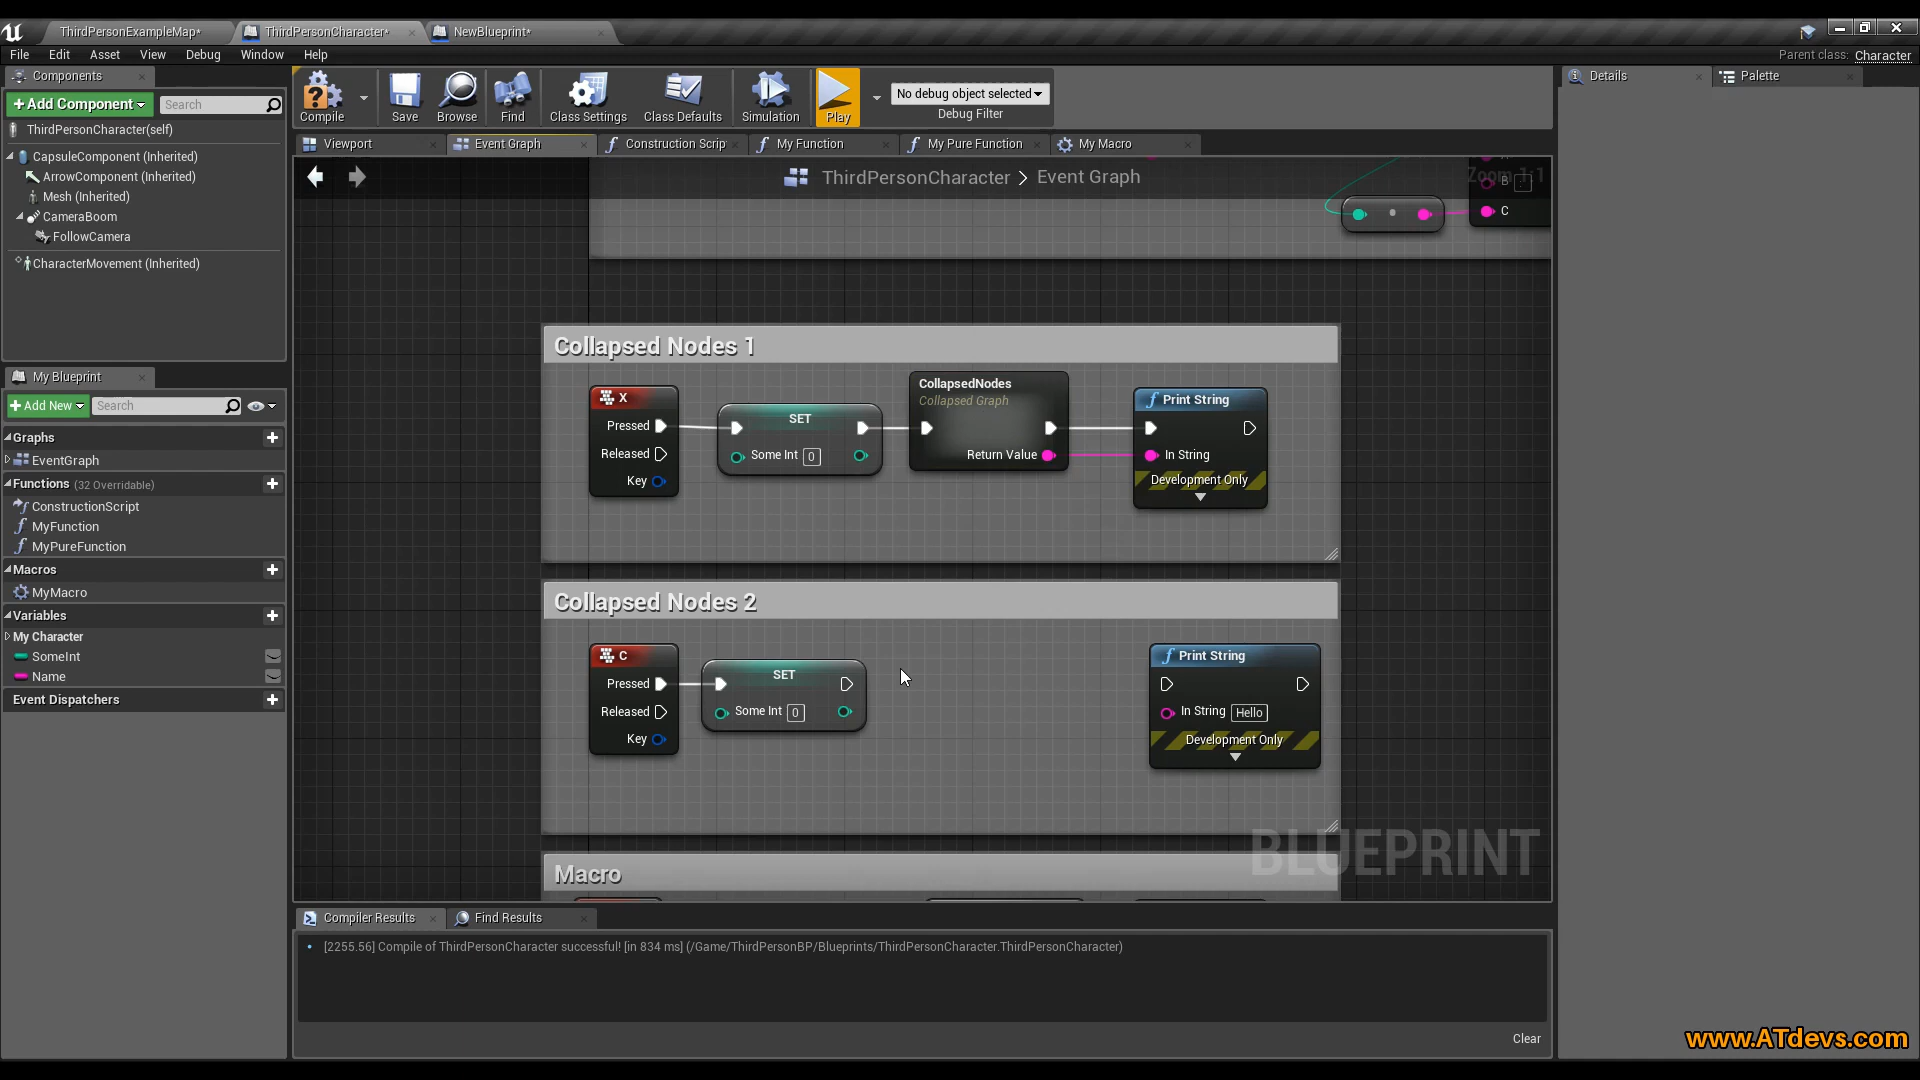 ThirdPersonExampleMap*
ThirdPersonCharacter*
NewBlueprint*
File Edit Asset View Debug Window Help
Parent class: Character
Components
+Add Component
Search
ThirdPersonCharacter(self)
CapsuleComponent (Inherited)
ArrowComponent (Inherited)
Mesh (Inherited)
CameraBoom
FollowCamera
CharacterMovement (Inherited)
My Blueprint
+Add New
Search
Graphs
EventGraph
Functions (32 Overridable)
ConstructionScript
MyFunction
MyPureFunction
Macros
MyMacro
Variables
My Character
SomeInt
Name
Event Dispatchers
Compile
Save
Browse
Find
Class Settings
Class Defaults
Simulation
Play
No debug object selected
Debug Filter
Viewport
Event Graph
Construction Scrip
My Function
My Pure Function
My Macro
ThirdPersonCharacter > Event Graph
Zoom 1:1
B
C
Collapsed Nodes 1
X
Pressed
Released
Key
SET
Some Int 0
CollapsedNodes
Collapsed Graph
Return Value
Print String
In String
Development Only
Collapsed Nodes 2
C
Pressed
Released
Key
SET
Some Int 0
Print String
In String Hello
Development Only
Macro
BLUEPRINT
Compiler Results
Find Results
[2255.56] Compile of ThirdPersonCharacter successful! [in 834 ms] (/Game/ThirdPersonBP/Blueprints/ThirdPersonCharacter.ThirdPersonCharacter)
Clear
Details
Palette
www.ATdevs.com